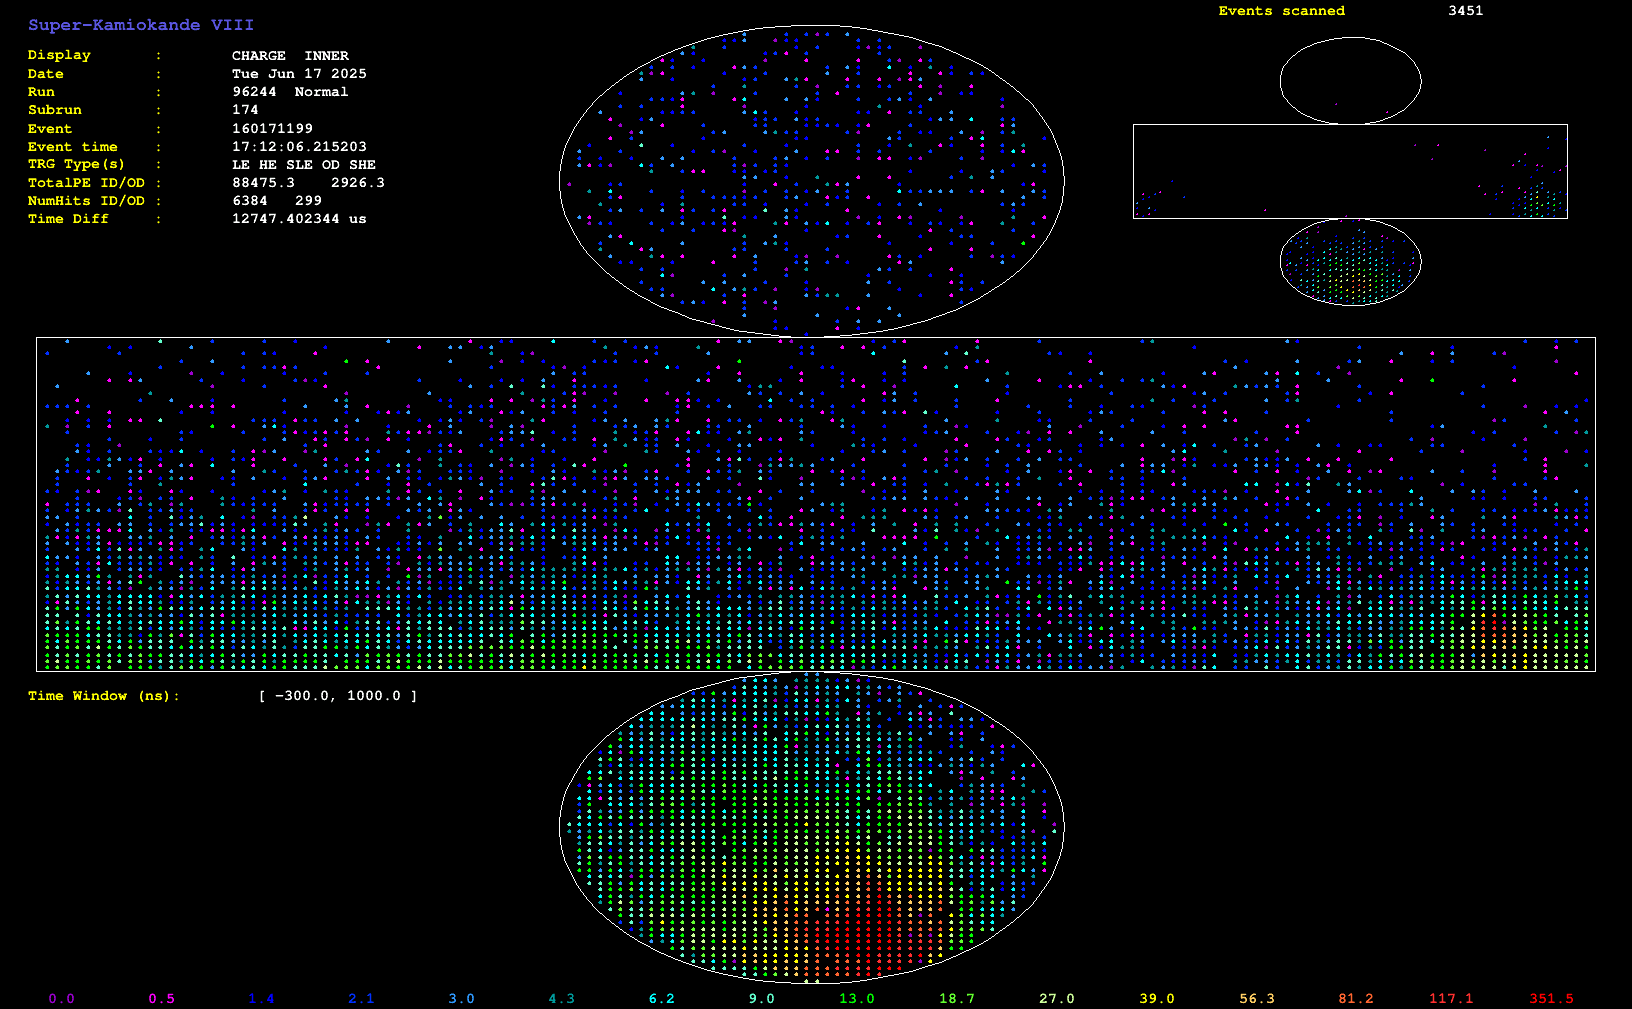 Super-Kamiokande VIII
Events scanned 3451
Display : CHARGE INNER
Date : Tue Jun 17 2025
Run : 96244 Normal
Subrun : 174
Event : 160171199
Event time : 17:12:06.215203
TRG Type(s) : LE HE SLE OD SHE
TotalPE ID/OD : 88475.3 2926.3
NumHits ID/OD : 6384 299
Time Diff : 12747.402344 us
Time Window (ns): [ -300.0, 1000.0 ]
0.0 0.5 1.4 2.1 3.0 4.3 6.2 9.0 13.0 18.7 27.0 39.0 56.3 81.2 117.1 351.5